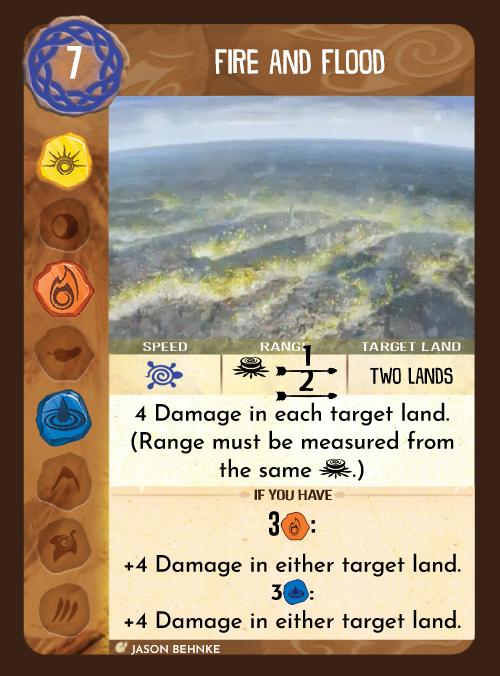 7
FIRE AND FLOOD
SPEED RANGE TARGET LAND
1
2
TWO LANDS
4 Damage in each target land.
(Range must be measured from
the same .)
IF YOU HAVE
3 :
+4 Damage in either target land.
3 :
+4 Damage in either target land.
JASON BEHNKE